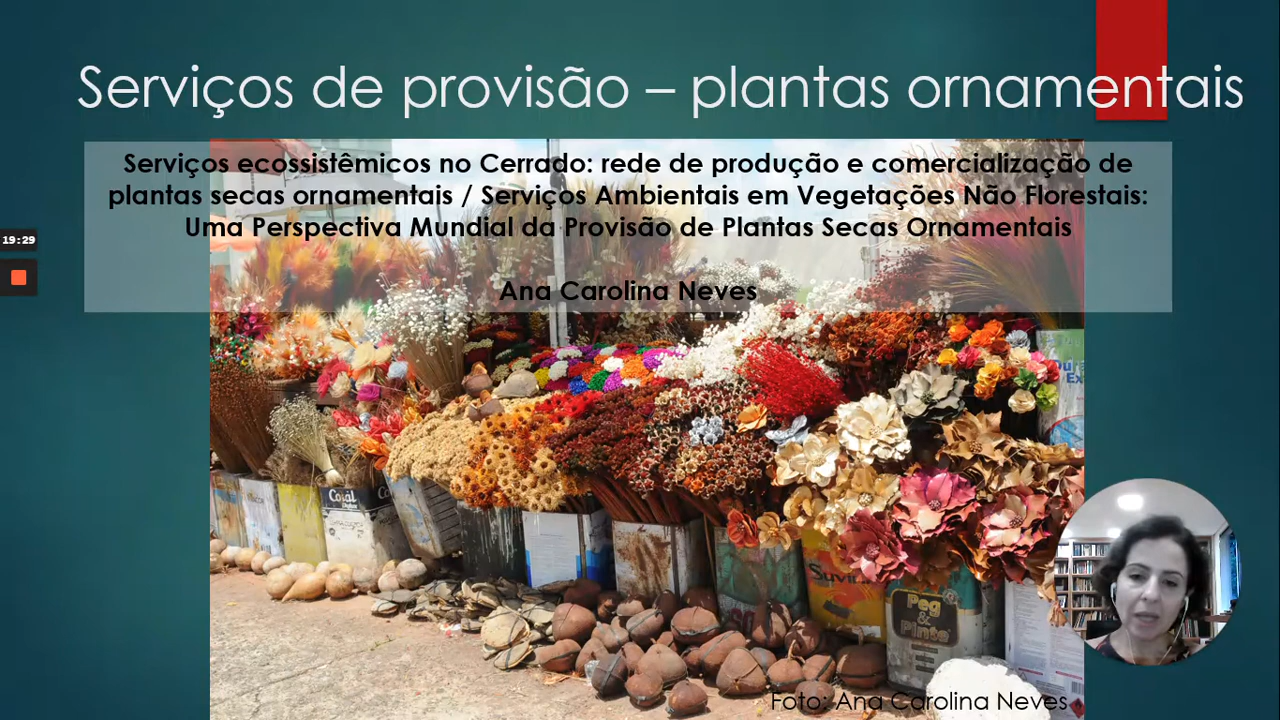 Serviços de provisão – plantas ornamentais
Serviços ecossistêmicos no Cerrado: rede de produção e comercialização de
plantas secas ornamentais / Serviços Ambientais em Vegetações Não Florestais:
Uma Perspectiva Mundial da Provisão de Plantas Secas Ornamentais
Ana Carolina Neves
19:29
Coral
Suvinil
Peg
&
Pinte
Foto: Ana Carolina Neves